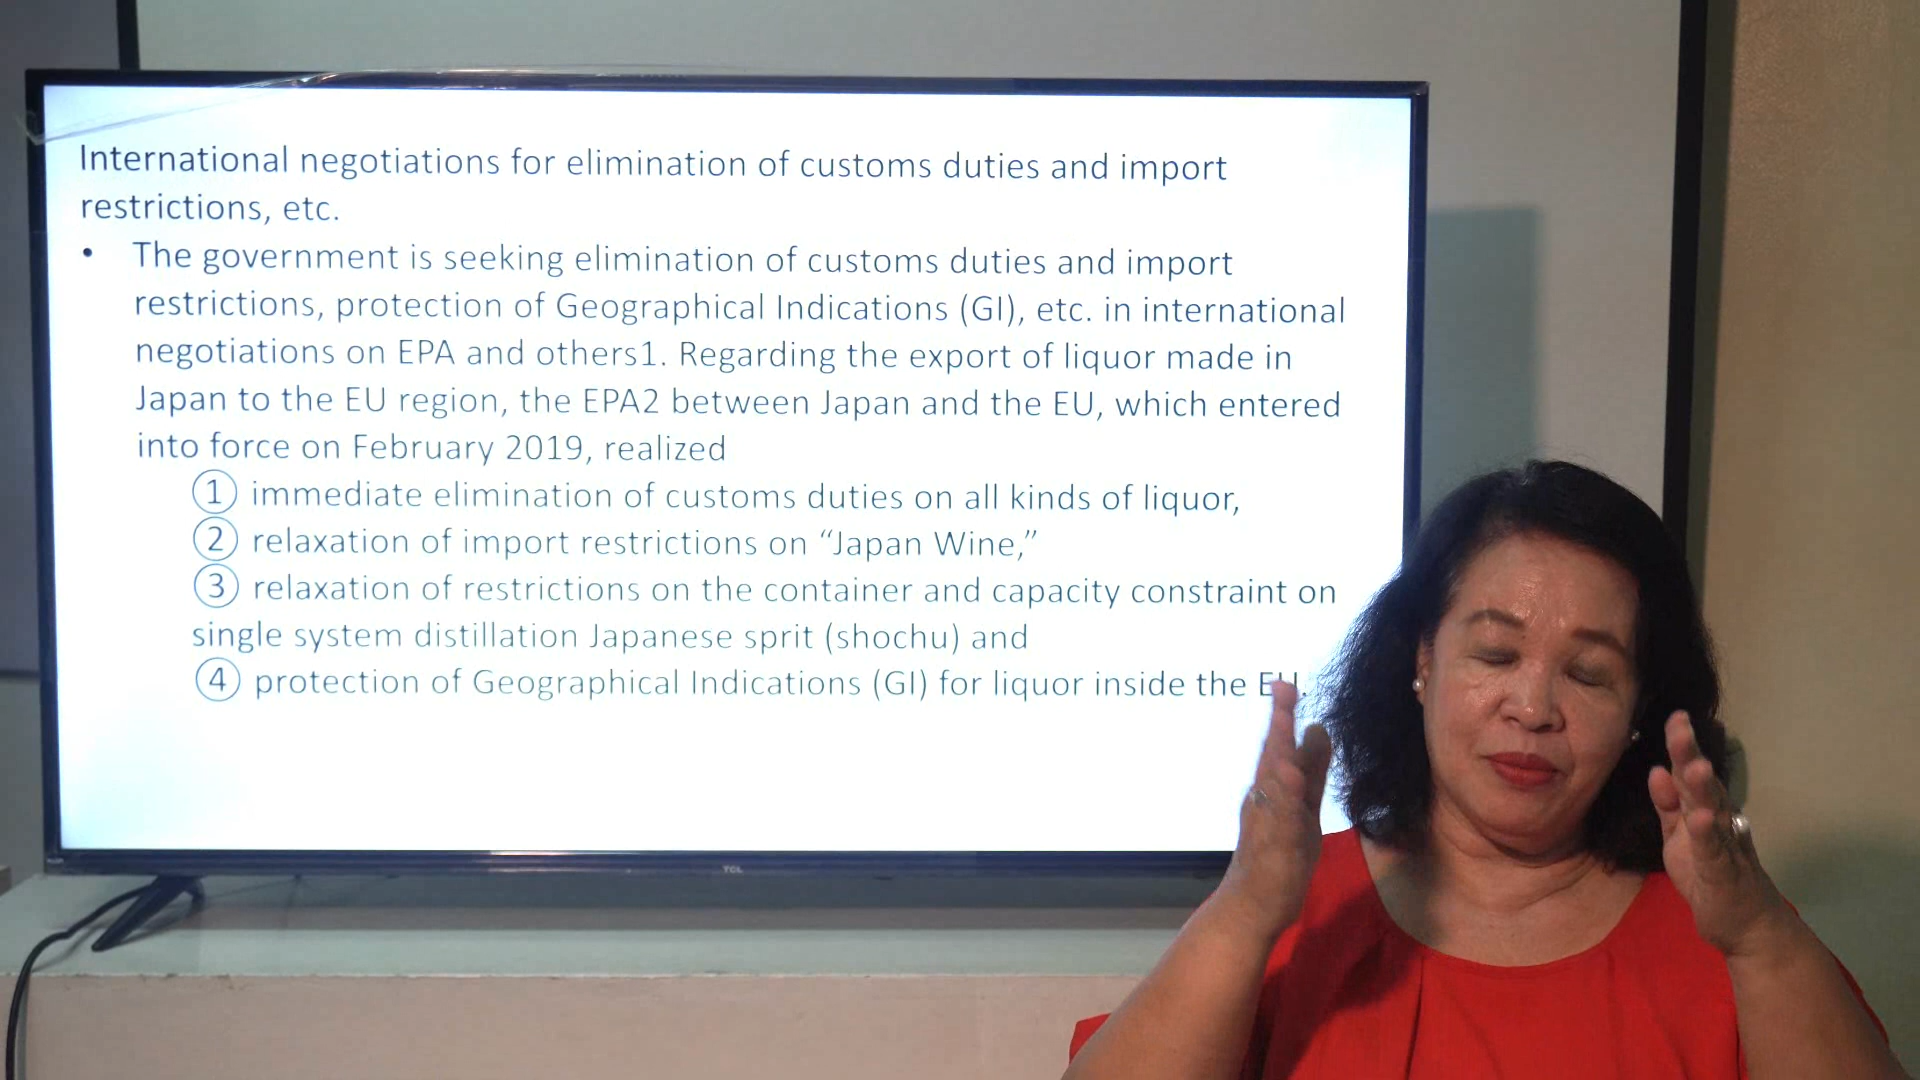 International negotiations for elimination of customs duties and import
restrictions, etc.
• The government is seeking elimination of customs duties and import
restrictions, protection of Geographical Indications (GI), etc. in international
negotiations on EPA and others1. Regarding the export of liquor made in
Japan to the EU region, the EPA2 between Japan and the EU, which entered
into force on February 2019, realized
① immediate elimination of customs duties on all kinds of liquor,
② relaxation of import restrictions on “Japan Wine,”
③ relaxation of restrictions on the container and capacity constraint on
single system distillation Japanese sprit (shochu) and
④ protection of Geographical Indications (GI) for liquor inside the EU.
TCL